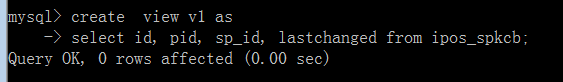 mysql> create  view v1 as
    -> select id, pid, sp_id, lastchanged from ipos_spkcb;
Query OK, 0 rows affected (0.00 sec)